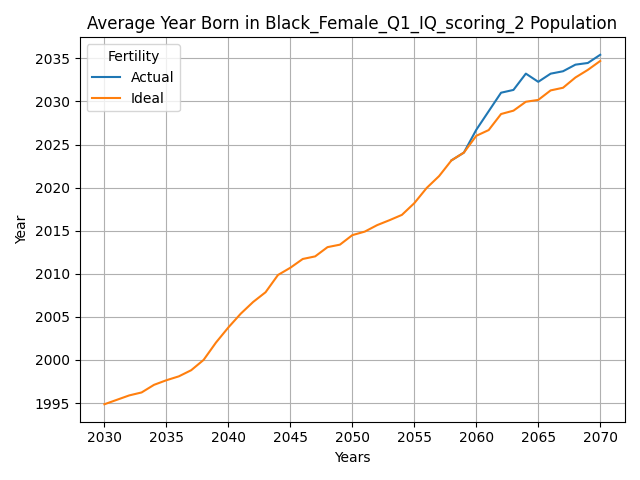 Average Year Born in Black_Female_Q1_IQ_scoring_2 Population
Fertility
Actual
Ideal
Year
2035
2030
2025
2020
2015
2010
2005
2000
1995
2030 2035 2040 2045 2050 2055 2060 2065 2070
Years